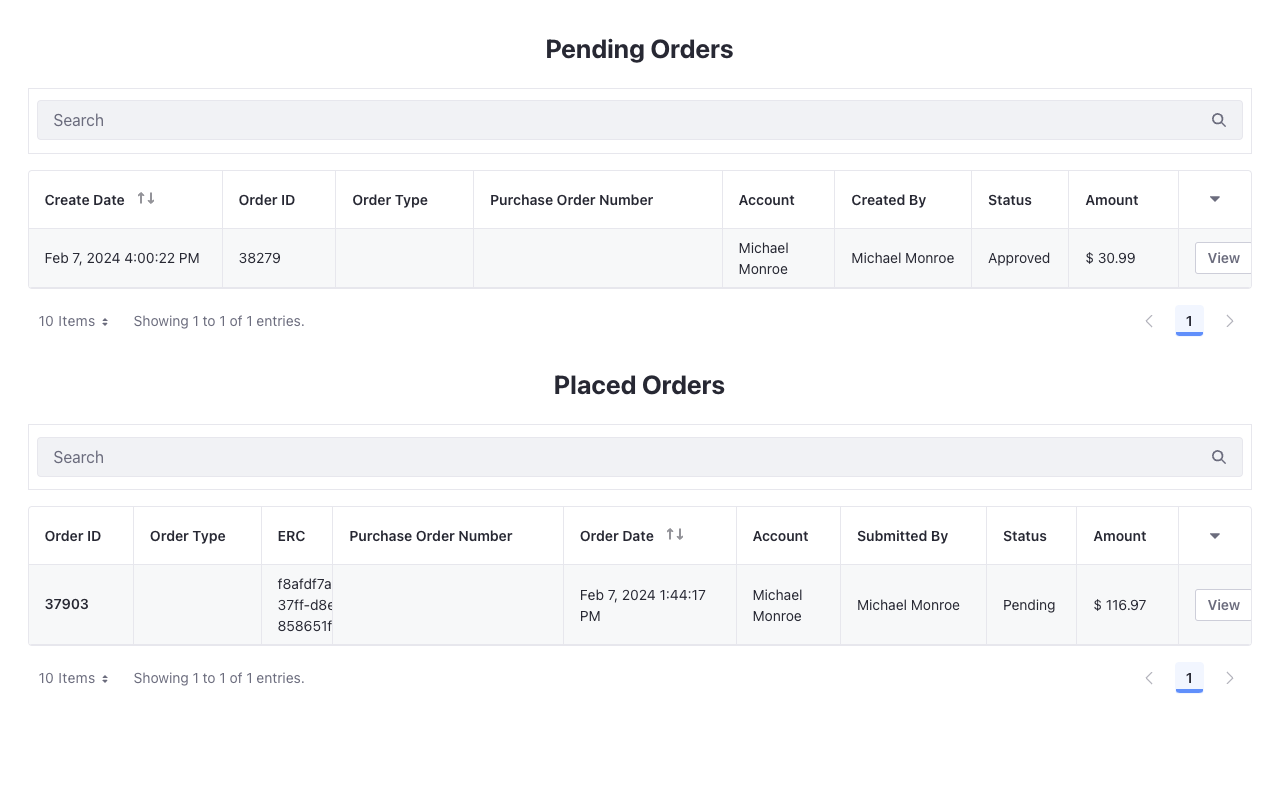 Pending Orders
Search
Create Date Order ID Order Type Purchase Order Number Account Created By Status Amount
Feb 7, 2024 4:00:22 PM 38279 Michael Monroe Michael Monroe Approved $ 30.99 View
10 Items Showing 1 to 1 of 1 entries. 1
Placed Orders
Search
Order ID Order Type ERC Purchase Order Number Order Date Account Submitted By Status Amount
37903 f8afdf7a 37ff-d8e 858651f Feb 7, 2024 1:44:17 PM Michael Monroe Michael Monroe Pending $ 116.97 View
10 Items Showing 1 to 1 of 1 entries. 1